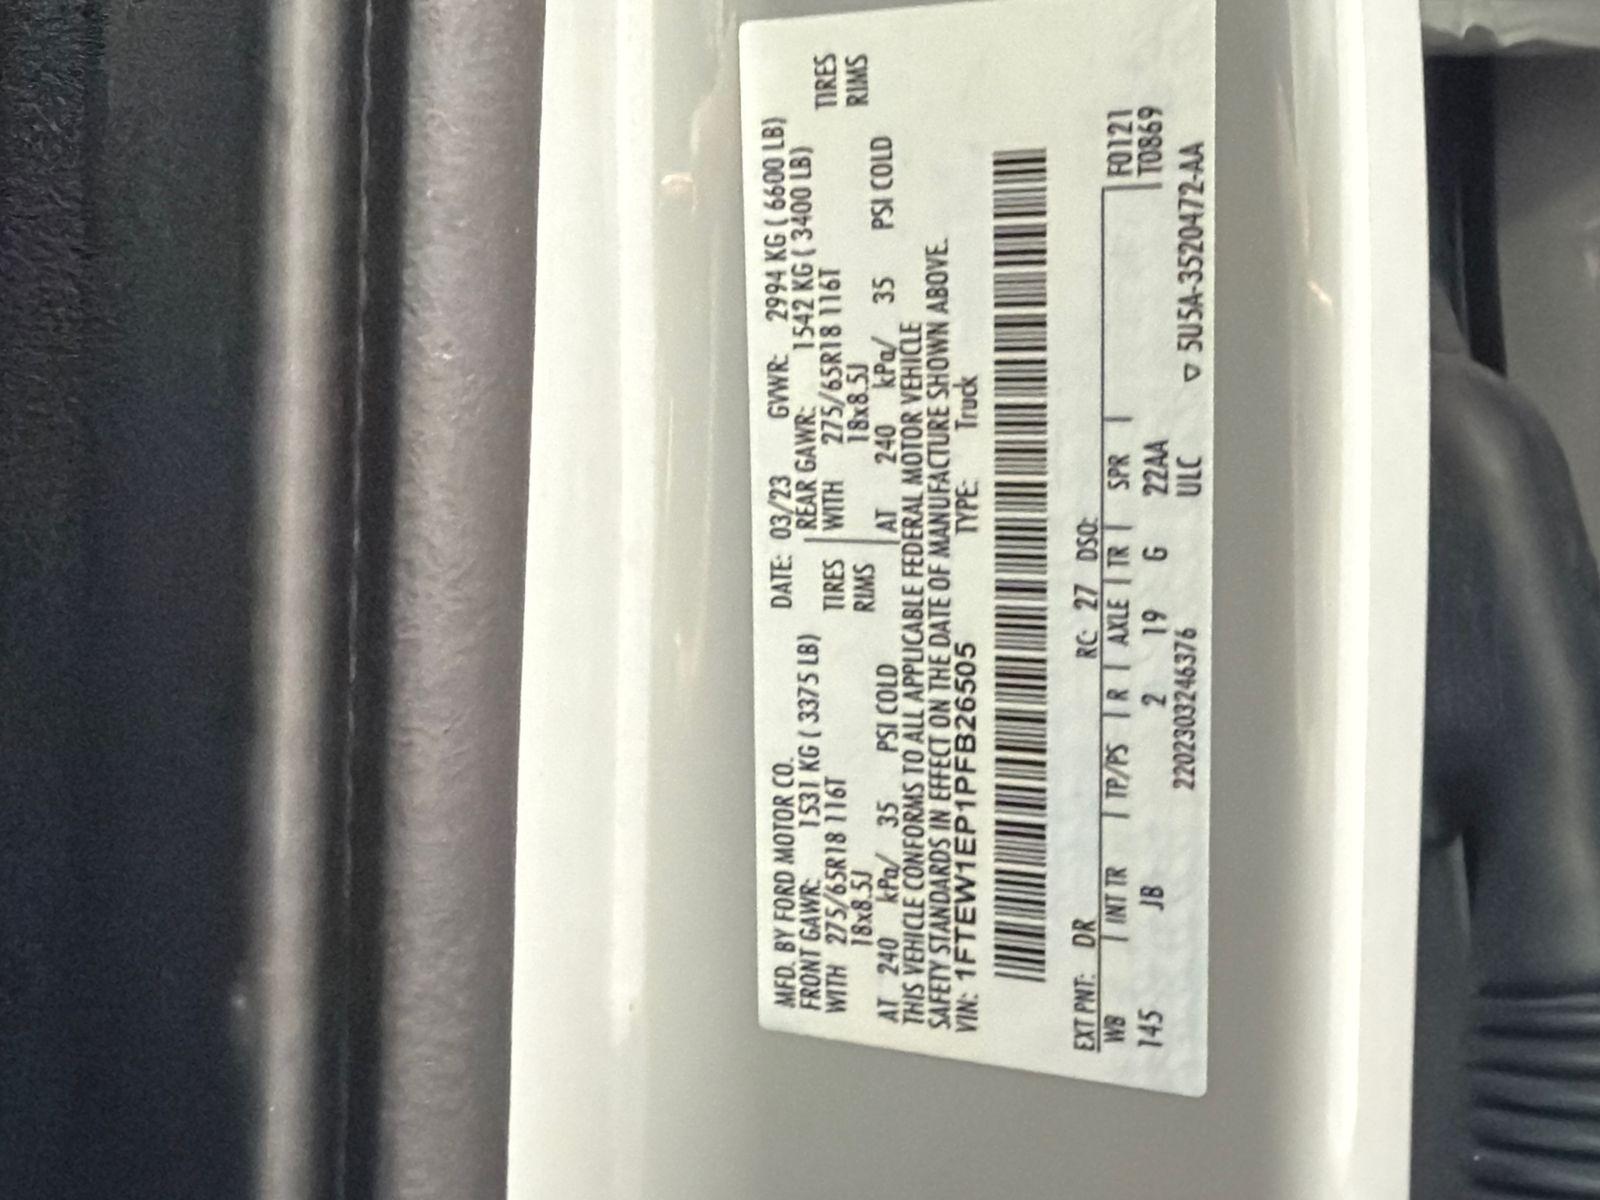 MFD. BY FORD MOTOR CO. DATE: 03/23 GVWR: 2994 KG ( 6600 LB)
FRONT GAWR: 1531 KG ( 3375 LB) REAR GAWR: 1542 KG ( 3400 LB)
WITH 275/65R18 116T TIRES WITH 275/65R18 116T TIRES
18x8.5J RIMS 18x8.5J RIMS
AT 240 kPa/ 35 PSI COLD AT 240 kPa/ 35 PSI COLD
THIS VEHICLE CONFORMS TO ALL APPLICABLE FEDERAL MOTOR VEHICLE
SAFETY STANDARDS IN EFFECT ON THE DATE OF MANUFACTURE SHOWN ABOVE.
VIN: 1FTEW1EP1PFB26505 TYPE: Truck
EXT PNT: DR RC: 27 DSO:
WB | INT TR | TP/PS | R | AXLE | TR | SPR | F0121
145 JB 2 19 G 22AA T0869
220230324637​6 ULC ▽ 5U5A-3520472-AA